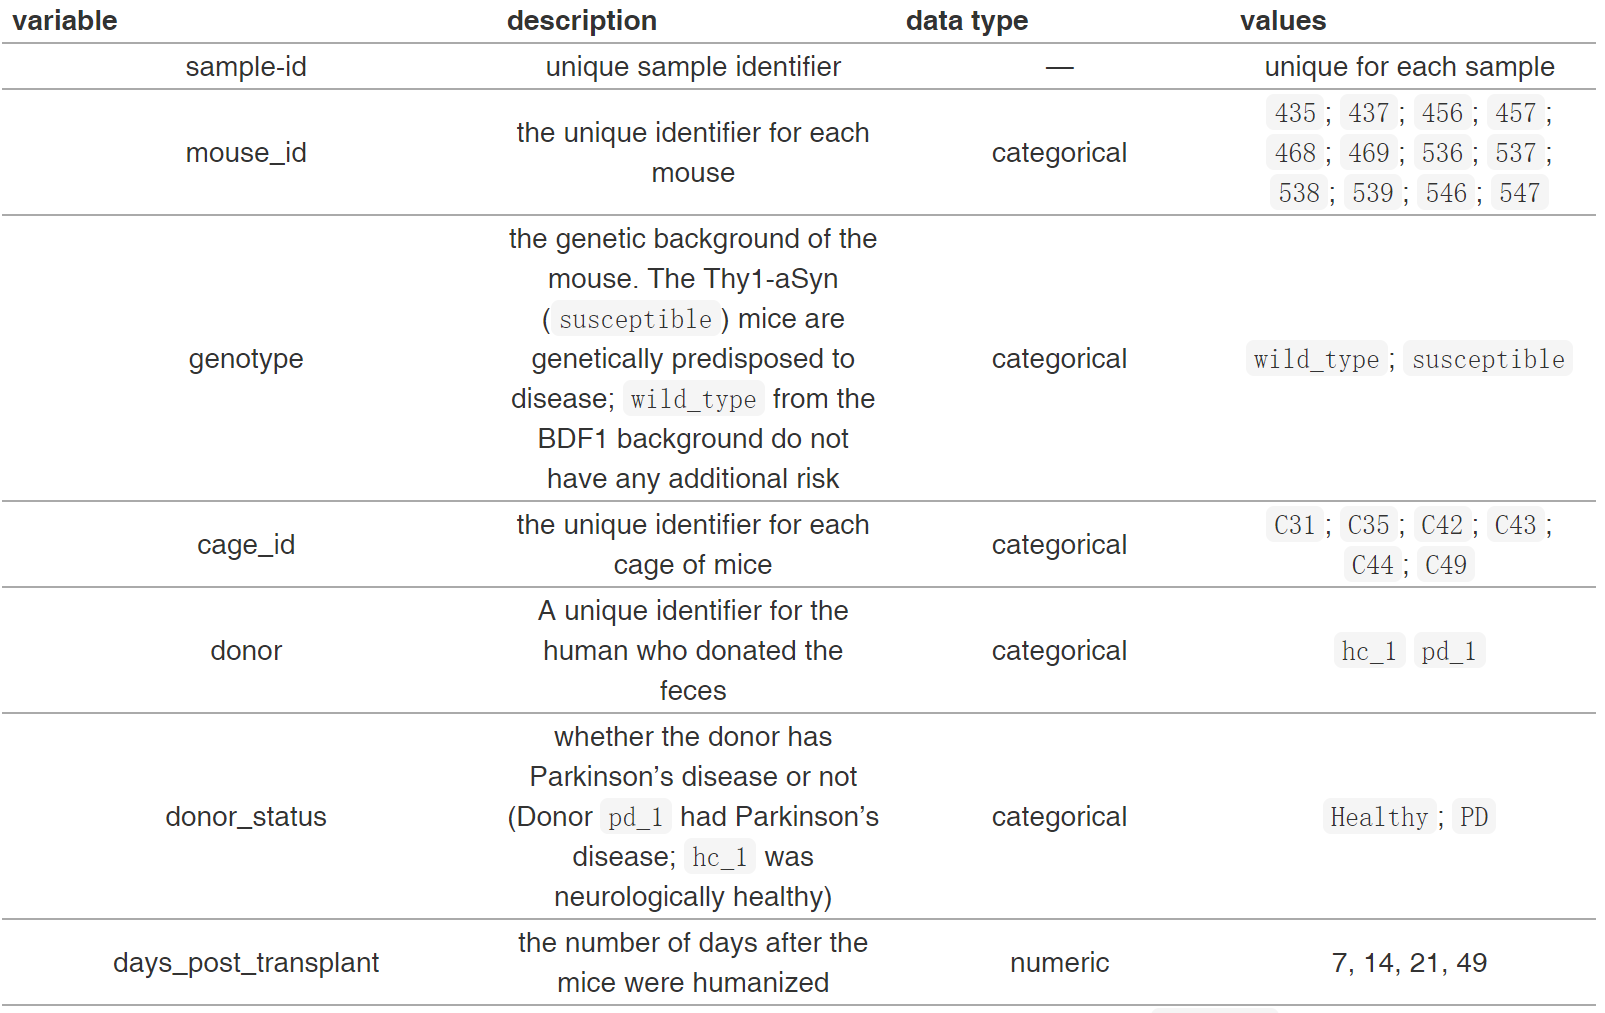 variable description data type values
sample-id unique sample identifier — unique for each sample
mouse_id the unique identifier for each mouse categorical 435; 437; 456; 457;
468; 469; 536; 537;
538; 539; 546; 547
genotype the genetic background of the
mouse. The Thy1-aSyn
(susceptible) mice are
genetically predisposed to
disease; wild_type from the
BDF1 background do not
have any additional risk
categorical wild_type; susceptible
cage_id the unique identifier for each
cage of mice
categorical C31; C35; C42; C43;
C44; C49
donor A unique identifier for the
human who donated the
feces
categorical hc_1 pd_1
donor_status whether the donor has
Parkinson’s disease or not
(Donor pd_1 had Parkinson’s
disease; hc_1 was
neurologically healthy)
categorical Healthy; PD
days_post_transplant the number of days after the
mice were humanized
numeric 7, 14, 21, 49